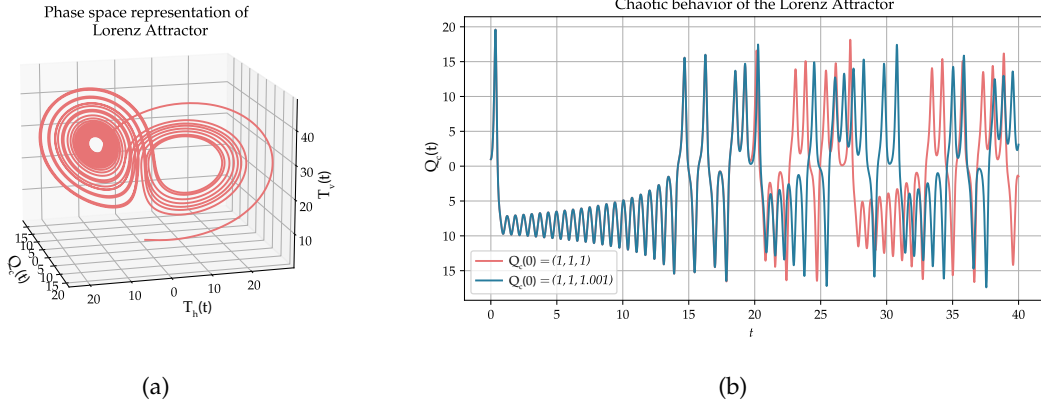 Phase space representation of
Lorenz Attractor
40
30
20
10
T_v(t)
15
10
5
0
5
10
15
Q_c(t)
20
20
10
0
10
20
T_h(t)
(a)
Chaotic behavior of the Lorenz Attractor
20
15
10
5
0
5
10
15
Q_c(t)
Q_c(0) = (1, 1, 1)
Q_c(0) = (1, 1, 1.001)
0
5
10
15
20
25
30
35
40
t
(b)